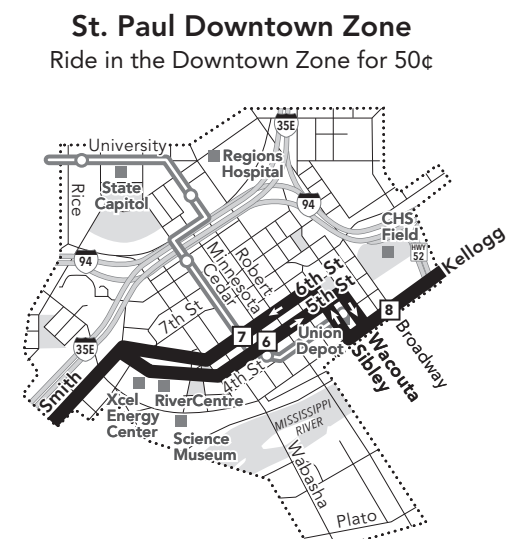 St. Paul Downtown Zone
Ride in the Downtown Zone for 50¢
35E
University
Regions
Hospital
State
Capitol
Rice
94
CHS
Field
HWY
52
Kellogg
94
Robert
Minnesota
Cedar
6th St
5th St
7th St
8
7
6
Union
Depot
Broadway
Wacouta
Sibley
35E
4th St
Smith
Xcel
Energy
Center
RiverCentre
Science
Museum
MISSISSIPPI
RIVER
Wabasha
Plato